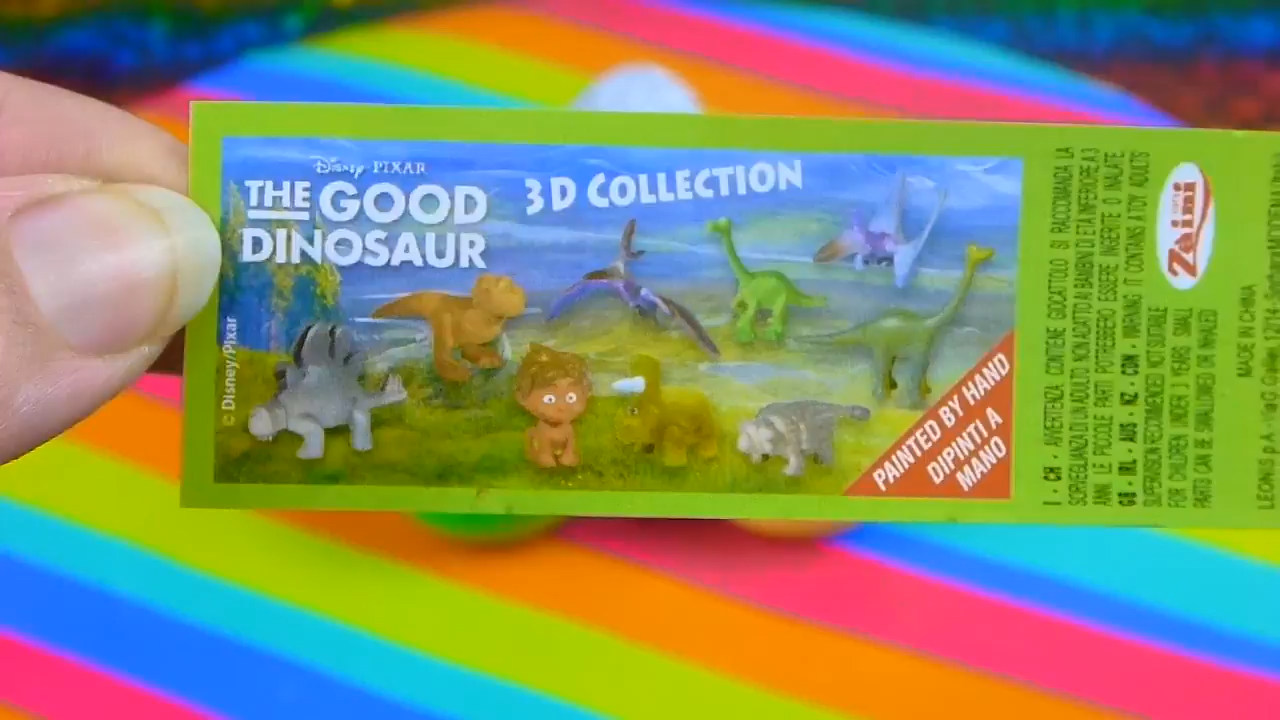 Disney · PIXAR
THE GOOD
DINOSAUR
3D COLLECTION
© Disney/Pixar
PAINTED BY HAND
DIPINTI A
MANO
I - CH - AVVERTENZA. CONTIENE GIOCATTOLO. SI RACCOMANDA LA
SORVEGLIANZA DI UN ADULTO. NON ADATTO AI BAMBINI DI ETÀ INFERIORE A 3
ANNI. LE PICCOLE PARTI POTREBBERO ESSERE INGERITE O INALATE
GB - IRL - AUS - NZ - CDN - WARNING. IT CONTAINS A TOY. ADULTS
SUPERVISION RECOMMENDED. NOT SUITABLE
FOR CHILDREN UNDER 3 YEARS. SMALL
PARTS CAN BE SWALLOWED OR INHALED
Zaini
MADE IN CHINA